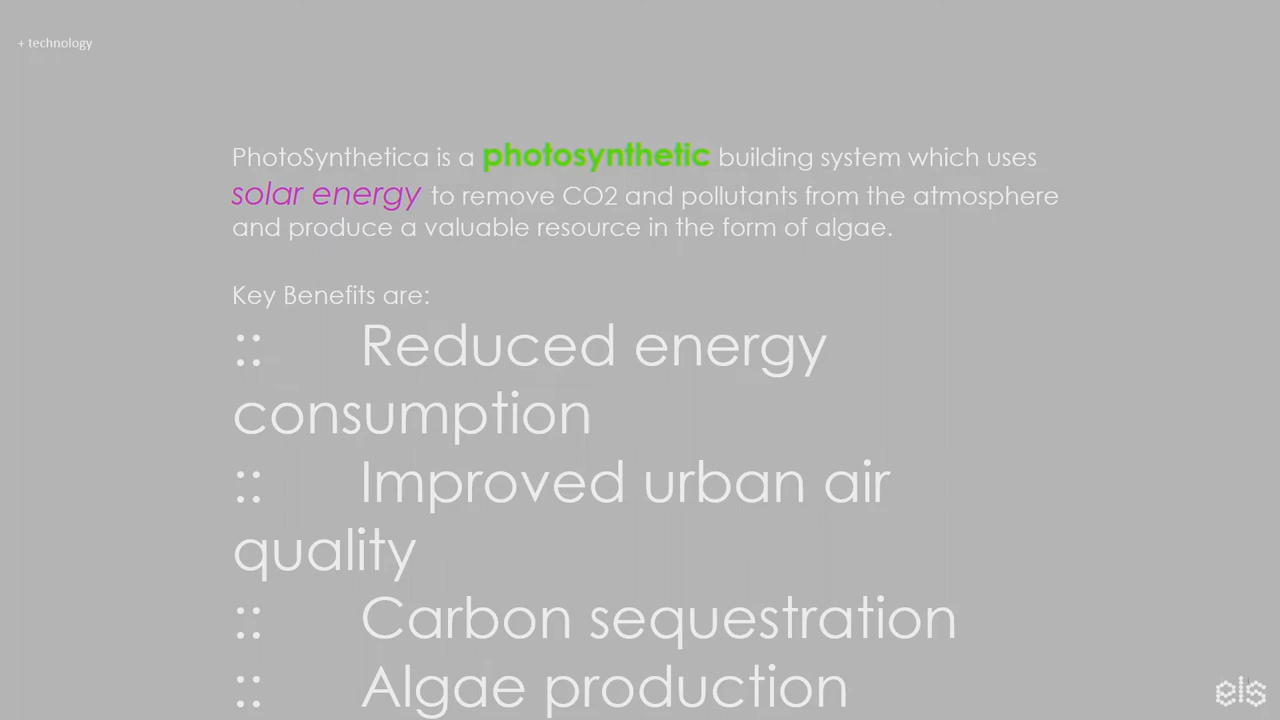 + technology
PhotoSynthetica is a photosynthetic building system which uses
solar energy to remove CO2 and pollutants from the atmosphere
and produce a valuable resource in the form of algae.
Key Benefits are:
:: Reduced energy
consumption
:: Improved urban air
quality
:: Carbon sequestration
:: Algae production
els